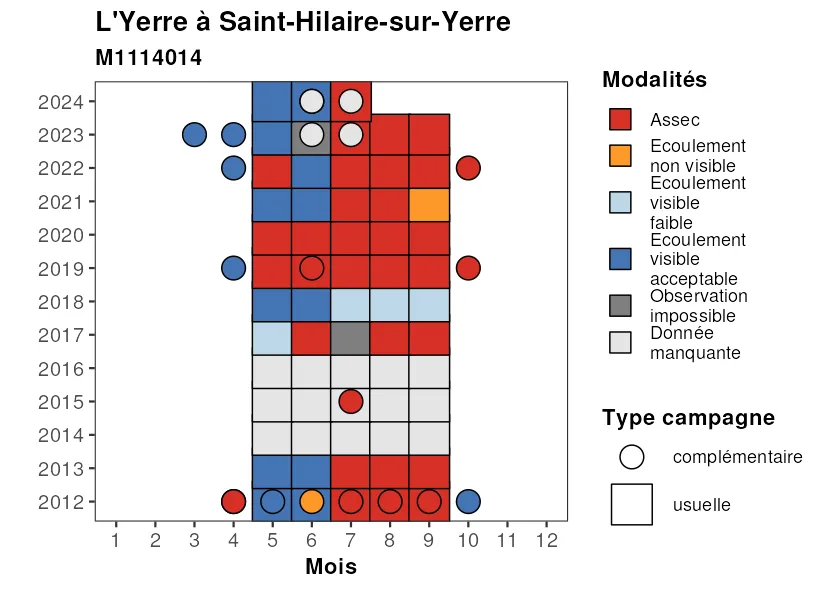 L'Yerre à Saint-Hilaire-sur-Yerre
M1114014
2024
2023
2022
2021
2020
2019
2018
2017
2016
2015
2014
2013
2012
1 2 3 4 5 6 7 8 9 10 11 12
Mois
Modalités
Assec
Ecoulement
non visible
Ecoulement
visible
faible
Ecoulement
visible
acceptable
Observation
impossible
Donnée
manquante
Type campagne
complémentaire
usuelle